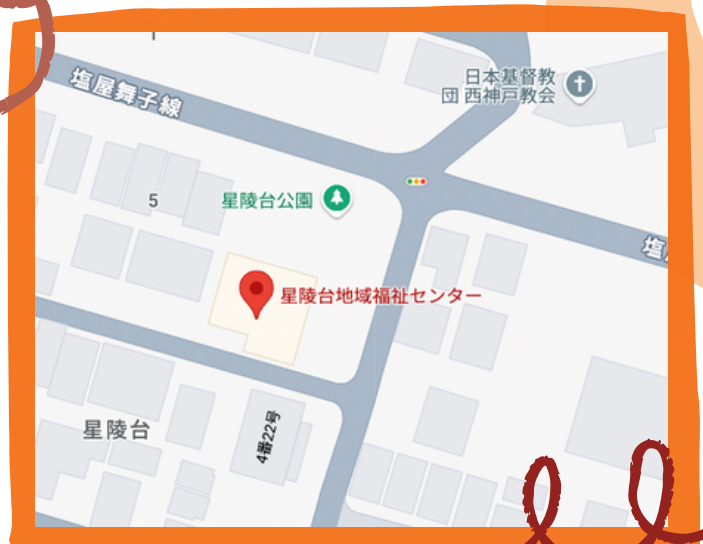 日本基督教
団 西神戸教会
塩屋舞子線
5
星陵台公園
塩
星陵台地域福祉センター
星陵台
4番22号